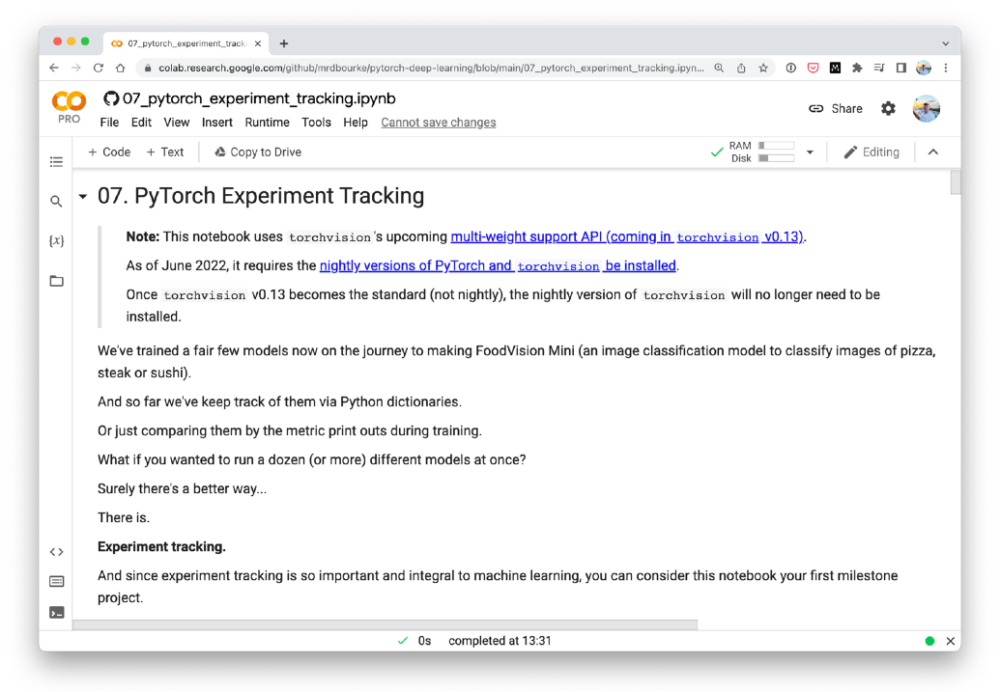 07_pytorch_experiment_tracki
colab.research.google.com/github/mrdbourke/pytorch-deep-learning/blob/main/07_pytorch_experiment_tracking.ipyn...
M
CO
PRO
07_pytorch_experiment_tracking.ipynb
File Edit View Insert Runtime Tools Help Cannot save changes
Share
+ Code + Text Copy to Drive
RAM
Disk
Editing
{x}
07. PyTorch Experiment Tracking
Note: This notebook uses torchvision's upcoming multi-weight support API (coming in torchvision v0.13).
As of June 2022, it requires the nightly versions of PyTorch and torchvision be installed.
Once torchvision v0.13 becomes the standard (not nightly), the nightly version of torchvision will no longer need to be
installed.
We've trained a fair few models now on the journey to making FoodVision Mini (an image classification model to classify images of pizza,
steak or sushi).
And so far we've keep track of them via Python dictionaries.
Or just comparing them by the metric print outs during training.
What if you wanted to run a dozen (or more) different models at once?
Surely there's a better way...
There is.
Experiment tracking.
And since experiment tracking is so important and integral to machine learning, you can consider this notebook your first milestone
project.
0s completed at 13:31